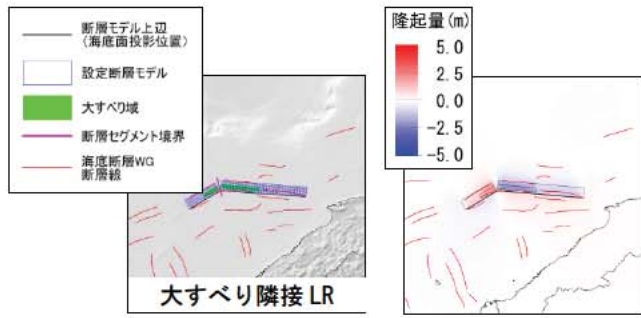 断層モデル上辺
(海底面投影位置)
設定断層モデル
大すべり域
断層セグメント境界
海底断層WG
断層線
大すべり隣接LR
隆起量(m)
5.0
2.5
0.0
-2.5
-5.0